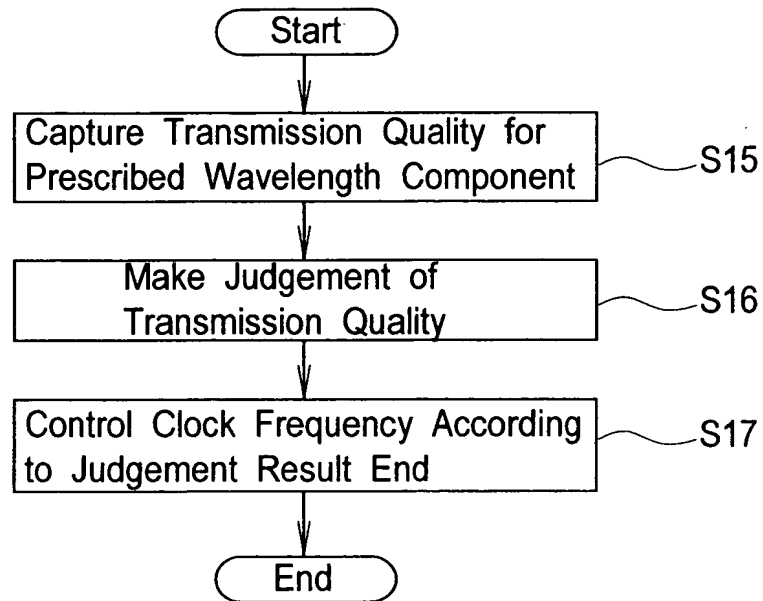 Start
Capture Transmission Quality for
Prescribed Wavelength Component
S15
Make Judgement of
Transmission Quality
S16
Control Clock Frequency According
to Judgement Result End
S17
End